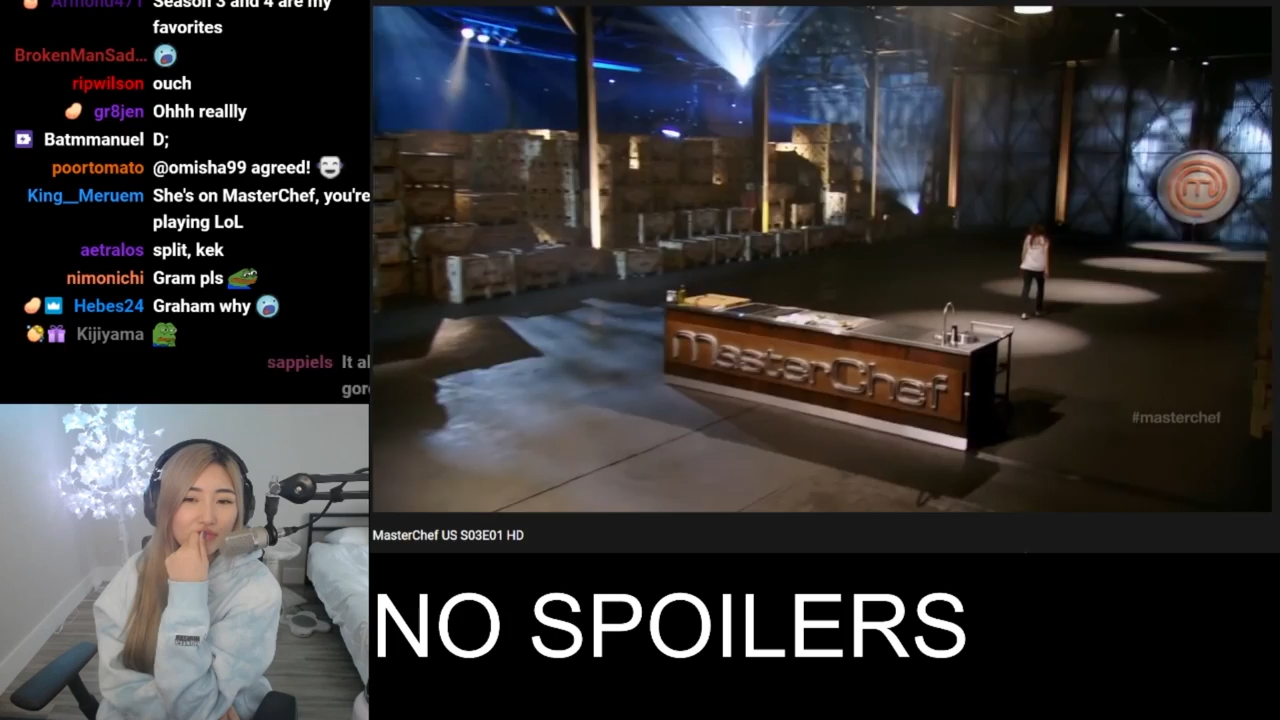 Armond471 Season 3 and 4 are my
favorites
BrokenManSad...
ripwilson ouch
gr8jen Ohhh reallly
Batmmanuel D;
poortomato @omisha99 agreed!
King__Meruem She's on MasterChef, you're
playing LoL
aetralos split, kek
nimonichi Gram pls
Hebes24 Graham why
Kijiyama
sappiels It al
gor
MasterChef
#masterchef
MasterChef US S03E01 HD
NO SPOILERS